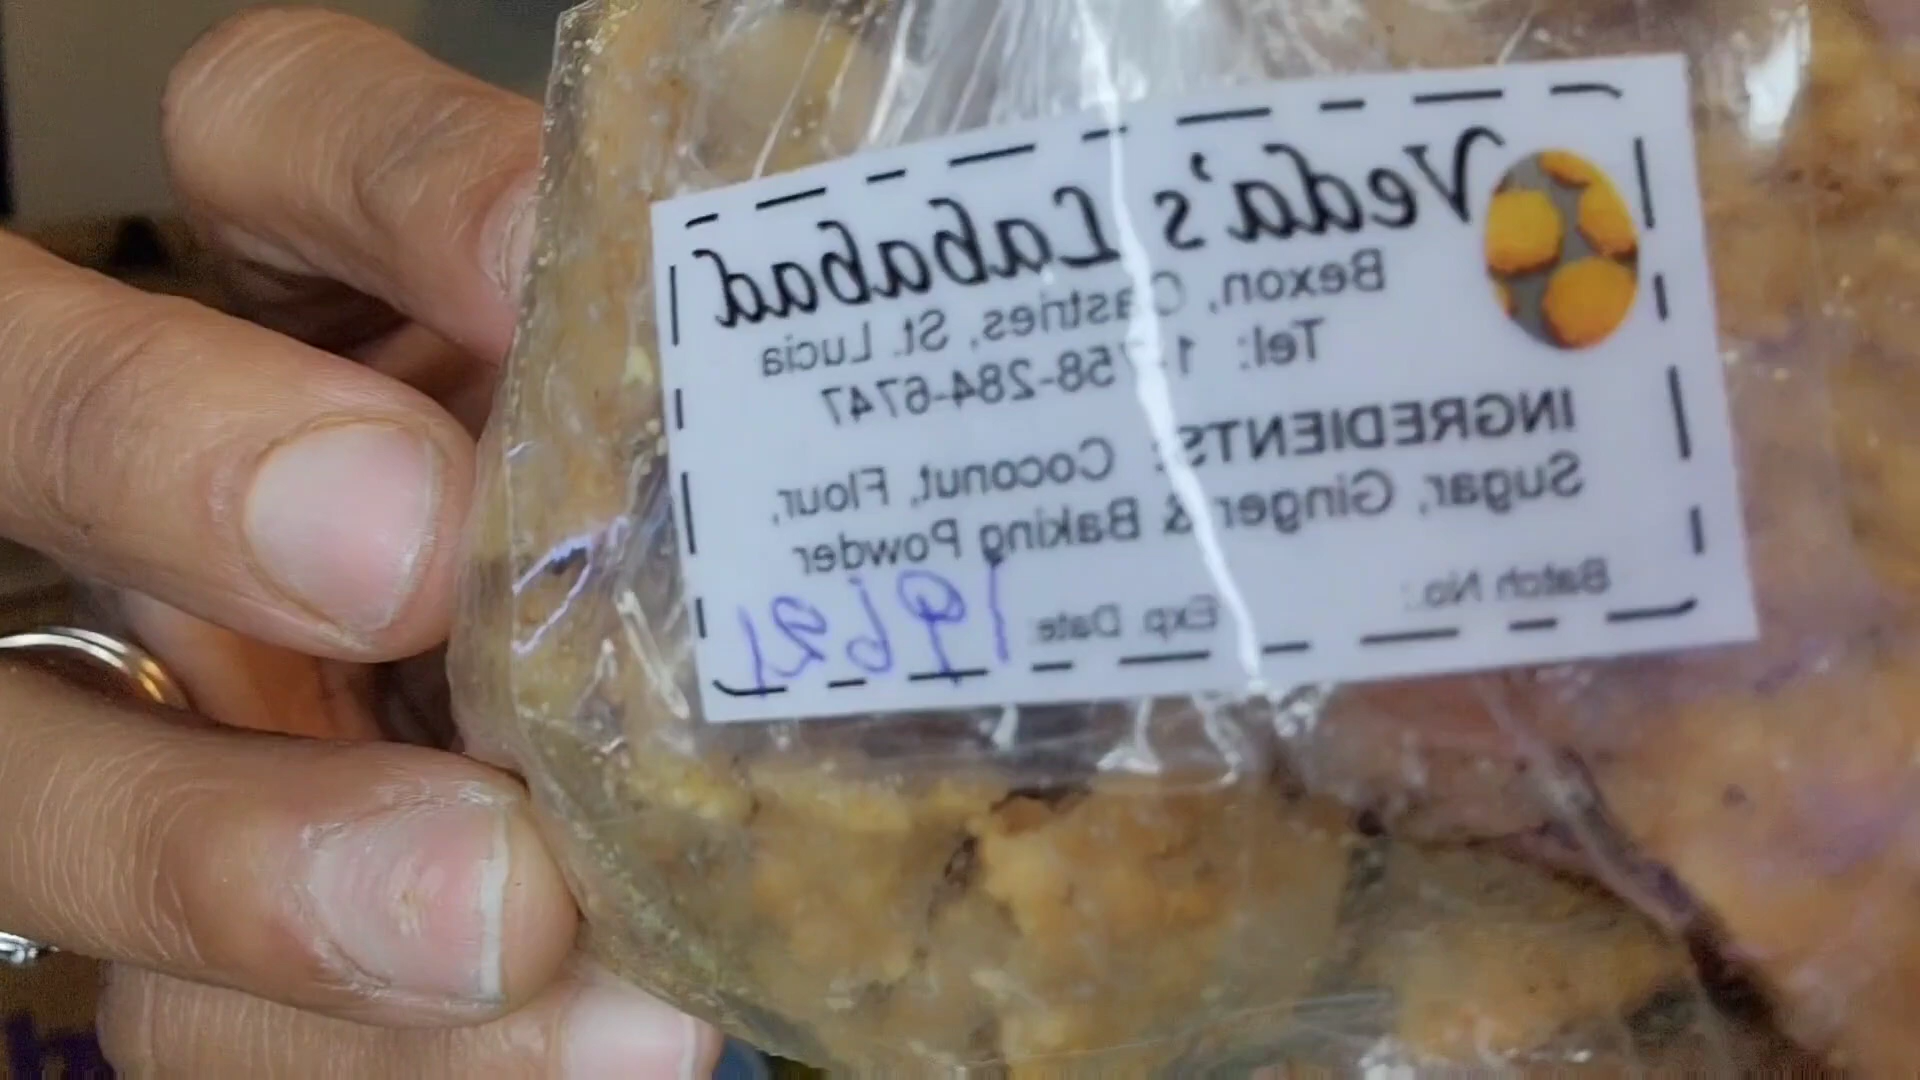 Veda's Lababad
Bexon, Castries, St. Lucia
Tel: 1-758-284-6747
INGREDIENTS: Coconut, Flour,
Sugar, Ginger & Baking Powder
Batch No.: Exp. Date: